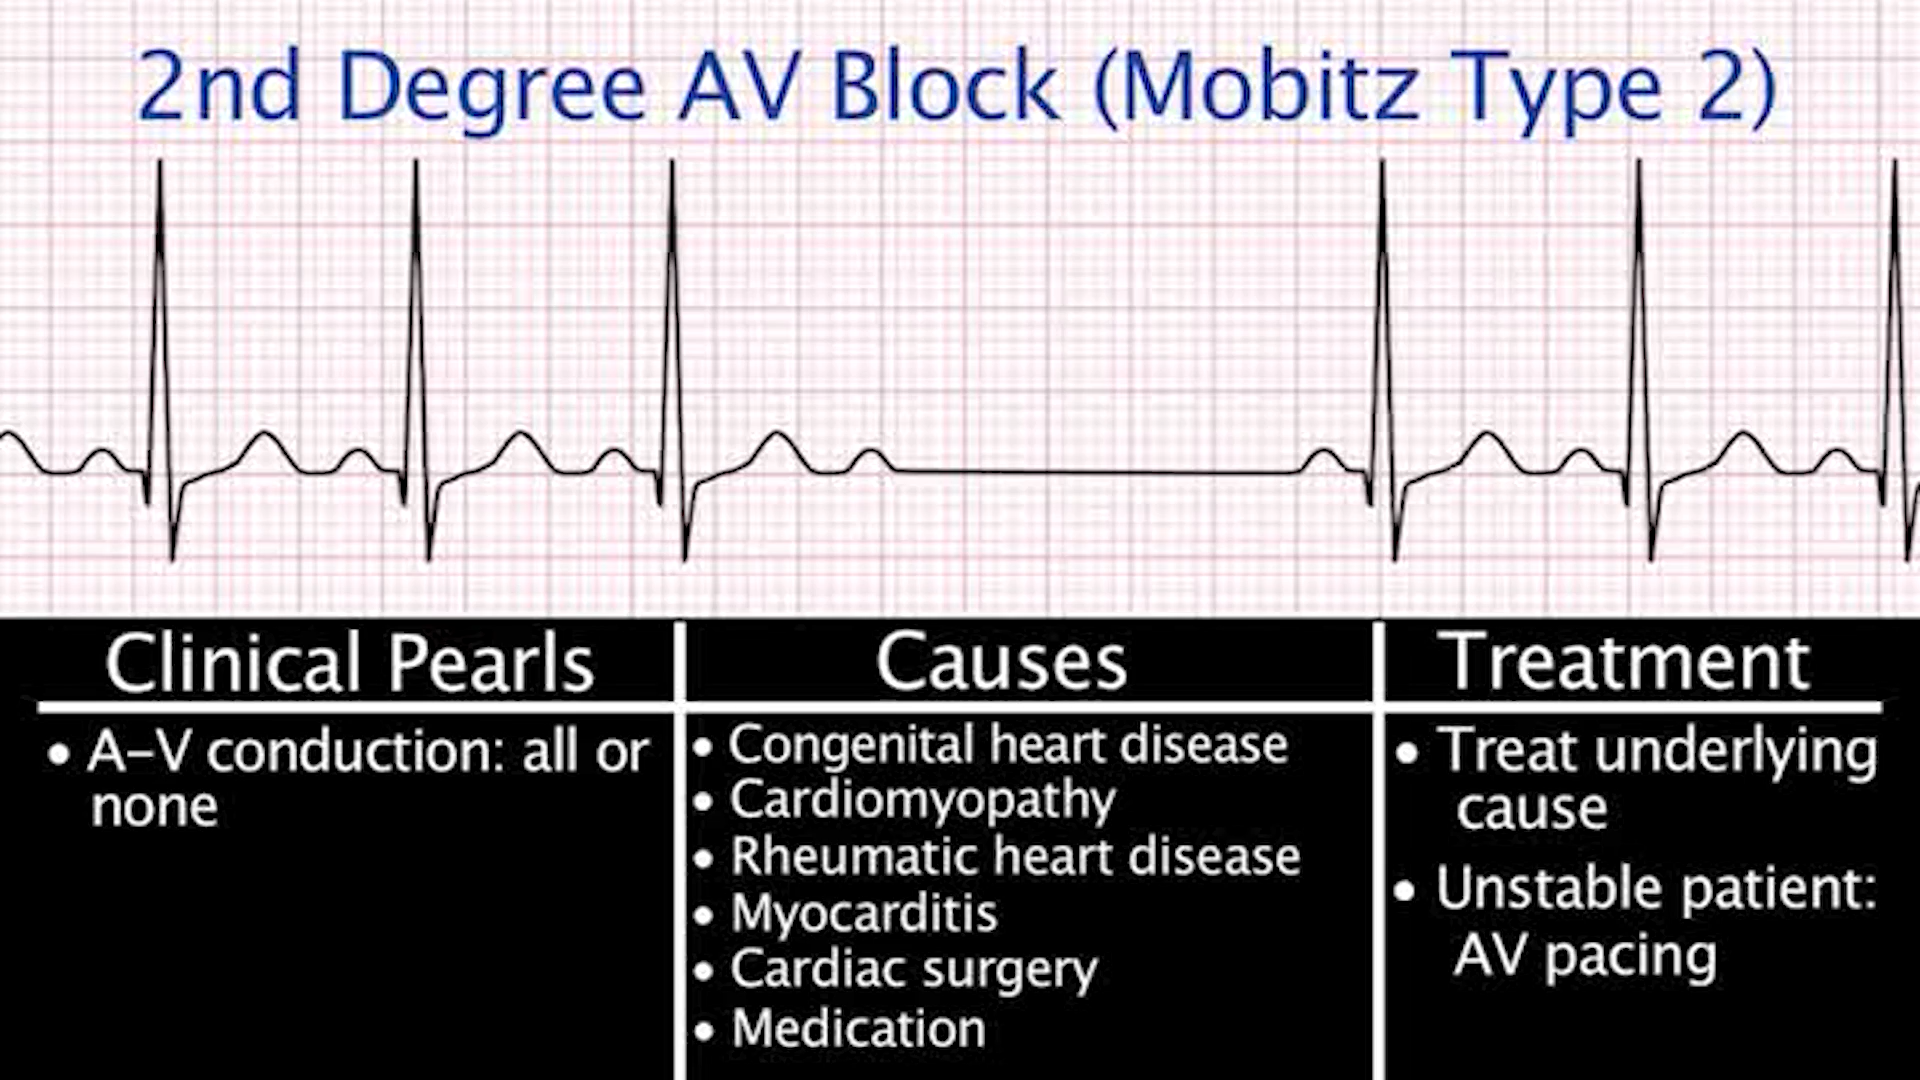 2nd Degree AV Block (Mobitz Type 2)
Clinical Pearls
• A-V conduction: all or
none
Causes
• Congenital heart disease
• Cardiomyopathy
• Rheumatic heart disease
• Myocarditis
• Cardiac surgery
• Medication
Treatment
• Treat underlying
cause
• Unstable patient:
AV pacing